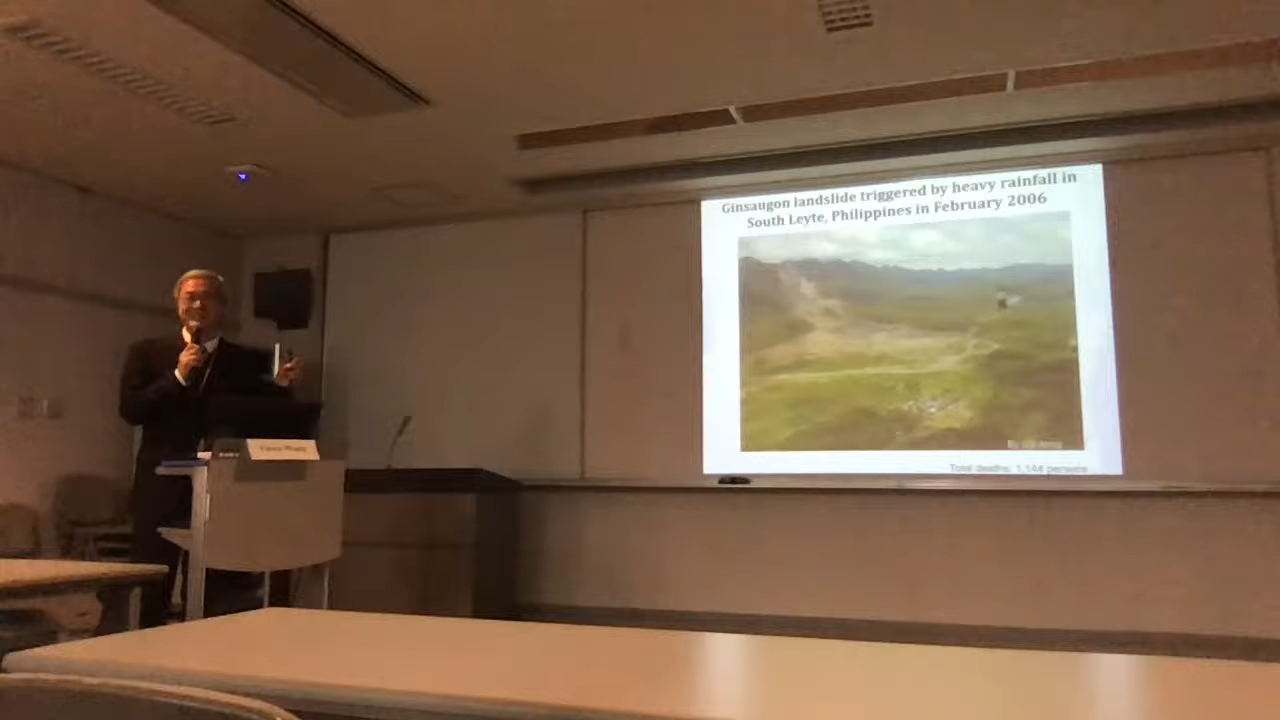 Ginsaugon landslide triggered by heavy rainfall in
South Leyte, Philippines in February 2006
Total deaths: 1,144 persons